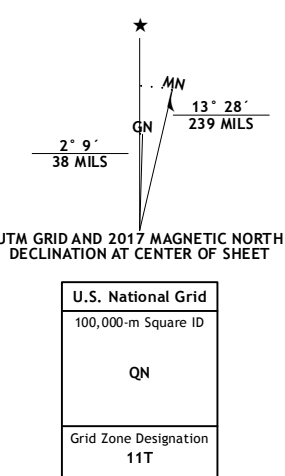 ★
MN
GN
13° 28´
239 MILS
2° 9´
38 MILS
UTM GRID AND 2017 MAGNETIC NORTH
DECLINATION AT CENTER OF SHEET
U.S. National Grid
100,000-m Square ID
QN
Grid Zone Designation
11T